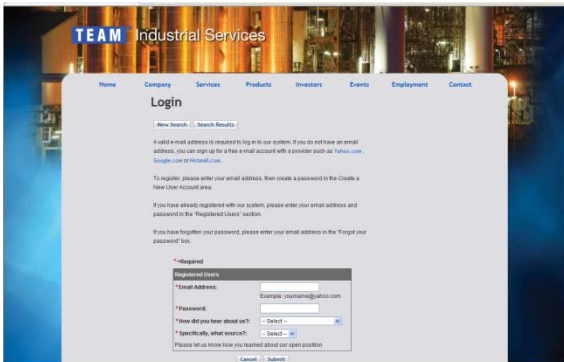 TEAM Industrial Services
Home Company Services Products Investors Events Employment Contact
Login
New Search Search Results
A valid e-mail address is required to log in to our system. If you do not have an email
address, you can sign up for a free e-mail account with a provider such as Yahoo.com,
Google.com or Hotmail.com.
To register, please enter your email address, then create a password in the Create a
New User Account area.
If you have already registered with our system, please enter your email address and
password in the "Registered Users" section.
If you have forgotten your password, please enter your email address in the "Forgot your
password" box.
*=Required
Registered Users
*Email Address:
Example: yourname@yahoo.com
*Password:
*How did you hear about us?: -- Select --
*Specifically, what source?: -- Select --
Please let us know how you learned about our open position
Cancel Submit